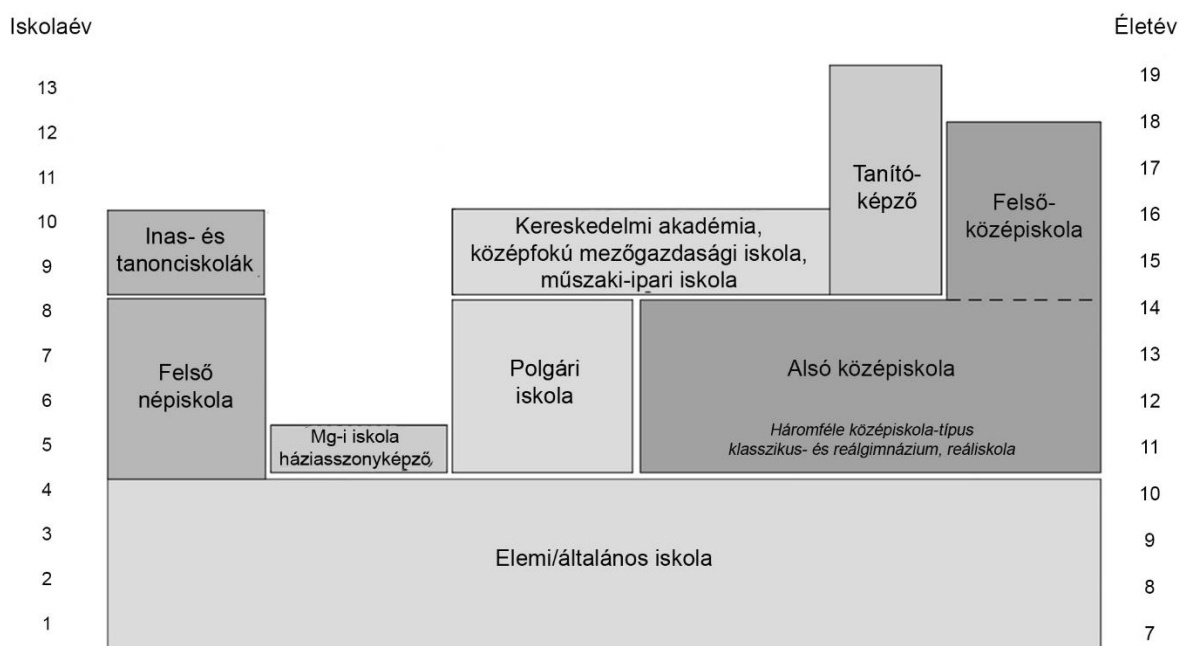 Iskolaév
Életév
13
12
11
10
9
8
7
6
5
4
3
2
1
19
18
17
16
15
14
13
12
11
10
9
8
7
Tanító-
képző
Felső-
középiskola
Inas- és
tanonciskolák
Kereskedelmi akadémia,
középfokú mezőgazdasági iskola,
műszaki-ipari iskola
Felső
népiskola
Mg-i iskola
háziasszonyképző
Polgári
iskola
Alsó középiskola
Háromféle középiskola-típus
klasszikus- és reálgimnázium, reáliskola
Elemi/általános iskola